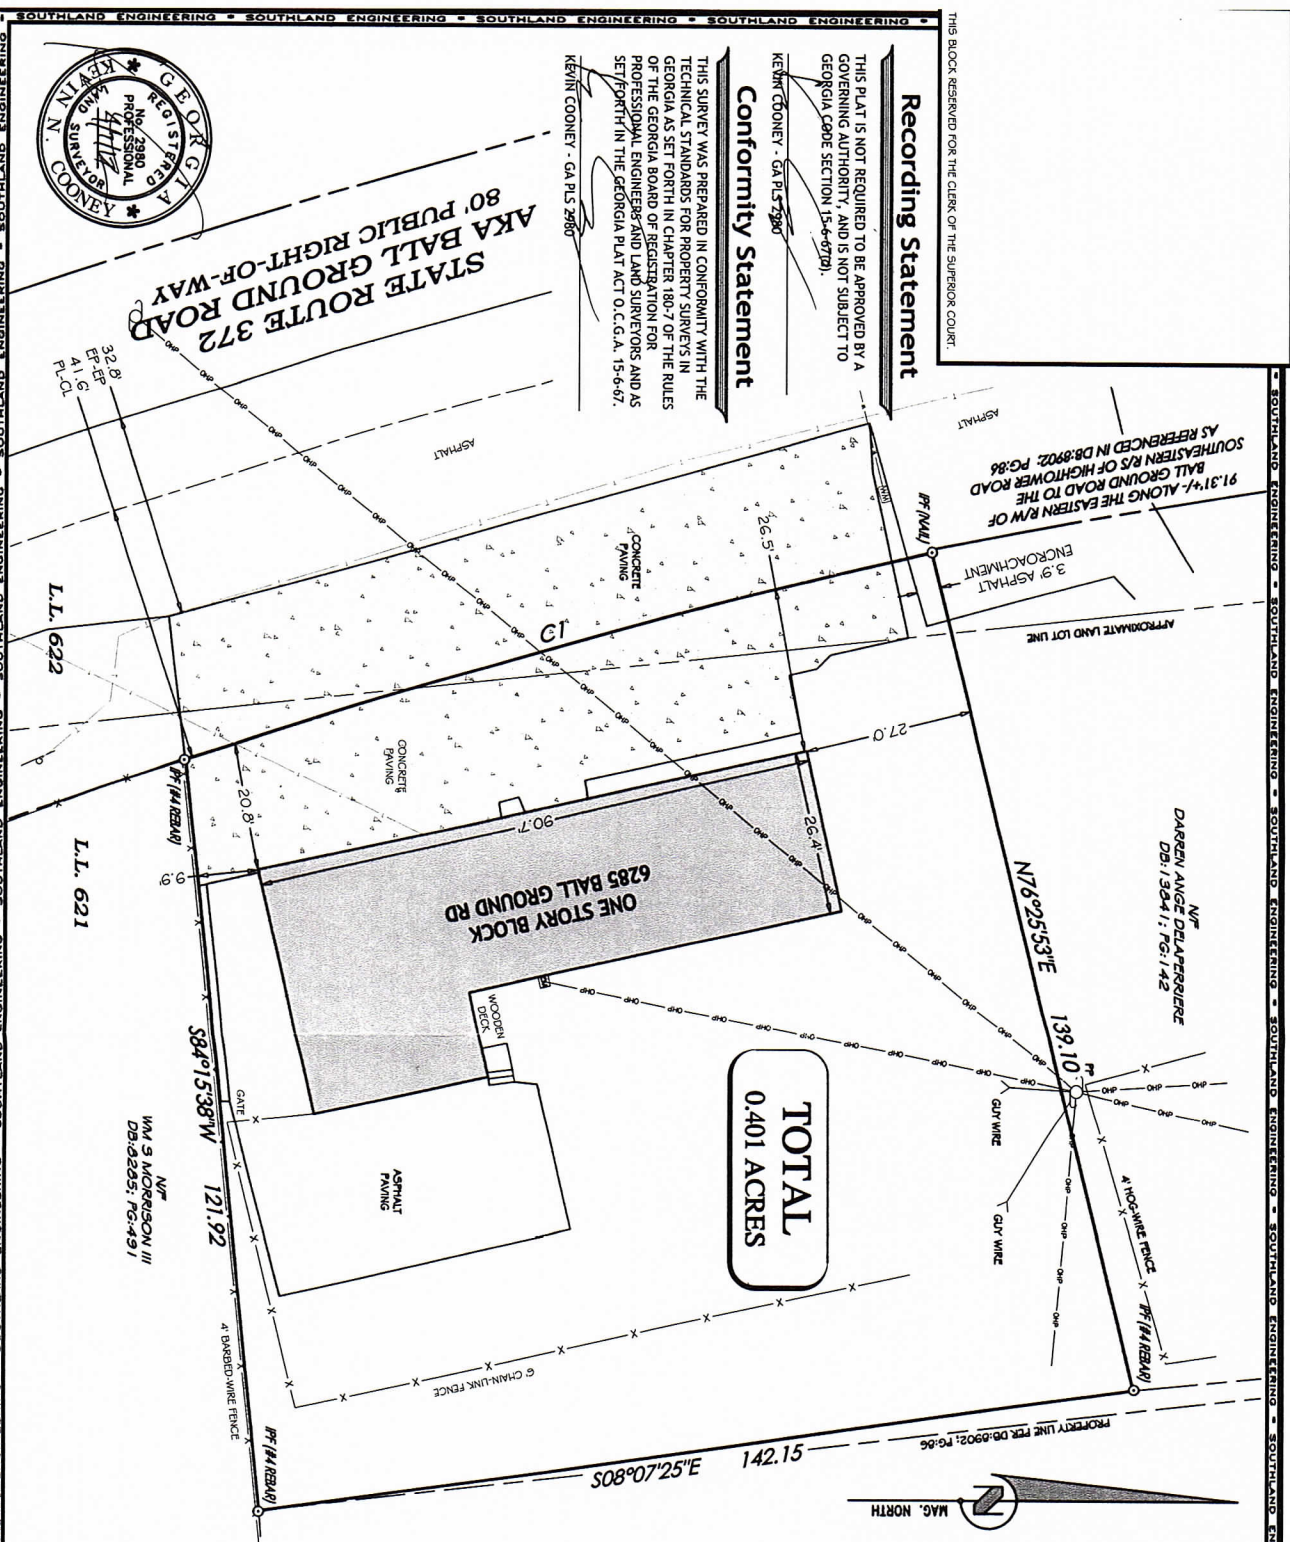 SOUTHLAND ENGINEERING * SOUTHLAND ENGINEERING * SOUTHLAND ENGINEERING * SOUTHLAND ENGINEERING *
THIS BLOCK RESERVED FOR THE CLERK OF THE SUPERIOR COURT.
Recording Statement
THIS PLAT IS NOT REQUIRED TO BE APPROVED BY A
GOVERNING AUTHORITY, AND IS NOT SUBJECT TO
GEORGIA CODE SECTION 15-6-67(d).
KEVIN COONEY - GA PLS 2980
Conformity Statement
THIS SURVEY WAS PREPARED IN CONFORMITY WITH THE
TECHNICAL STANDARDS FOR PROPERTY SURVEYS IN
GEORGIA AS SET FORTH IN CHAPTER 180-7 OF THE RULES
OF THE GEORGIA BOARD OF REGISTRATION FOR
PROFESSIONAL ENGINEERS AND LAND SURVEYORS AND AS
SET FORTH IN THE GEORGIA PLAT ACT O.C.G.A. 15-6-67.
KEVIN COONEY - GA PLS 2980
GEORGIA
REGISTERED
No. 2980
PROFESSIONAL
LAND SURVEYOR
KEVIN N. COONEY
STATE ROUTE 372
AKA BALL GROUND ROAD
80' PUBLIC RIGHT-OF-WAY
32.8'
EP-EP
41.6'
PL-CL
ASPHALT
ASPHALT
91.31'+/- ALONG THE EASTERN R/W OF
BALL GROUND ROAD TO THE
SOUTHEASTERN R/S OF HIGHTOWER ROAD
AS REFERENCED IN DB:8902; PG:86
IPF (NAIL)
3.9' ASPHALT
ENCROACHMENT
APPROXIMATE LAND LOT LINE
WM
CONCRETE
PAVING
26.5'
C1
L.L. 622
L.L. 621
CONCRETE
PAVING
IPF (#4 REBAR)
20.8'
9.9'
27.0'
90.7'
26.4'
ONE STORY BLOCK
6285 BALL GROUND RD
WOODEN
DECK
N/F
DARREN ANGE DELAPERRIERE
DB:13841; PG:142
N76°25'53"E 139.10'
PP
GUY WIRE
GUY WIRE
4' HOG-WIRE FENCE
IPF (#4 REBAR)
TOTAL
0.401 ACRES
ASPHALT
PAVING
GATE
S84°15'38"W 121.92
N/F
WM S MORRISON III
DB:8285; PG:491
4' BARBED-WIRE FENCE
6' CHAIN-LINK FENCE
IPF (#4 REBAR)
S08°07'25"E 142.15
PROPERTY LINE PER DB:8902; PG:86
MAG. NORTH